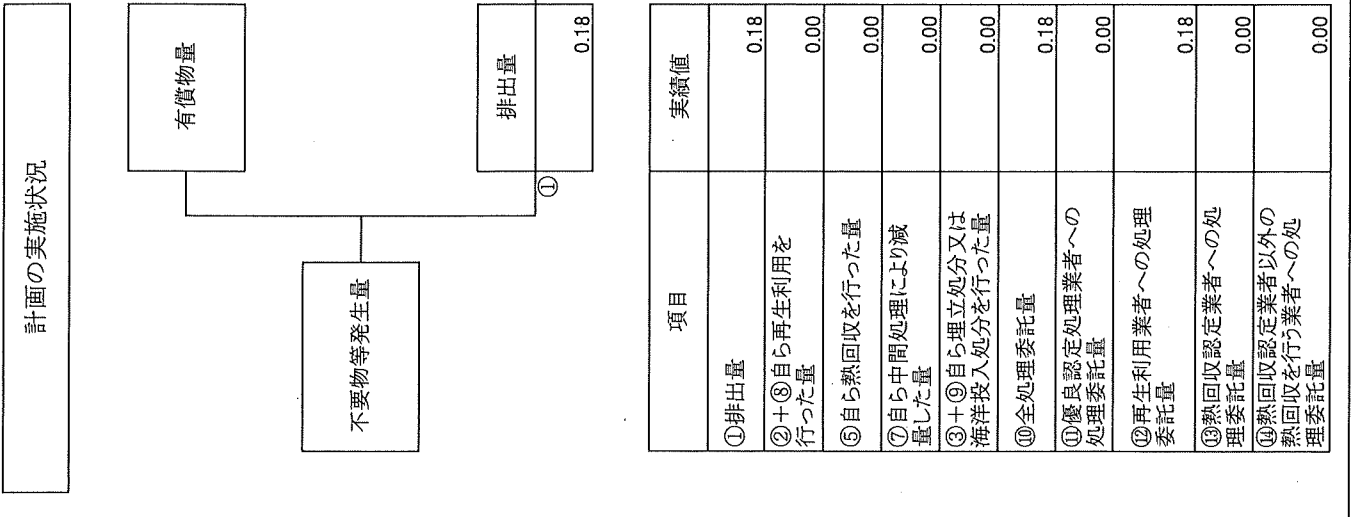 計画の実施状況
有償物量
不要物等発生量
①
排出量
0.18
項目
実績値
①排出量
0.18
②+⑧自ら再生利用を
行った量
0.00
⑤自ら熱回収を行った量
0.00
⑦自ら中間処理により減
量した量
0.00
③+⑨自ら埋立処分又は
海洋投入処分を行った量
0.00
⑩全処理委託量
0.18
⑪優良認定処理業者への
処理委託量
0.00
⑫再生利用業者への処理
委託量
0.18
⑬熱回収認定業者への処
理委託量
0.00
⑭熱回収認定業者以外の
熱回収を行う業者への処
理委託量
0.00